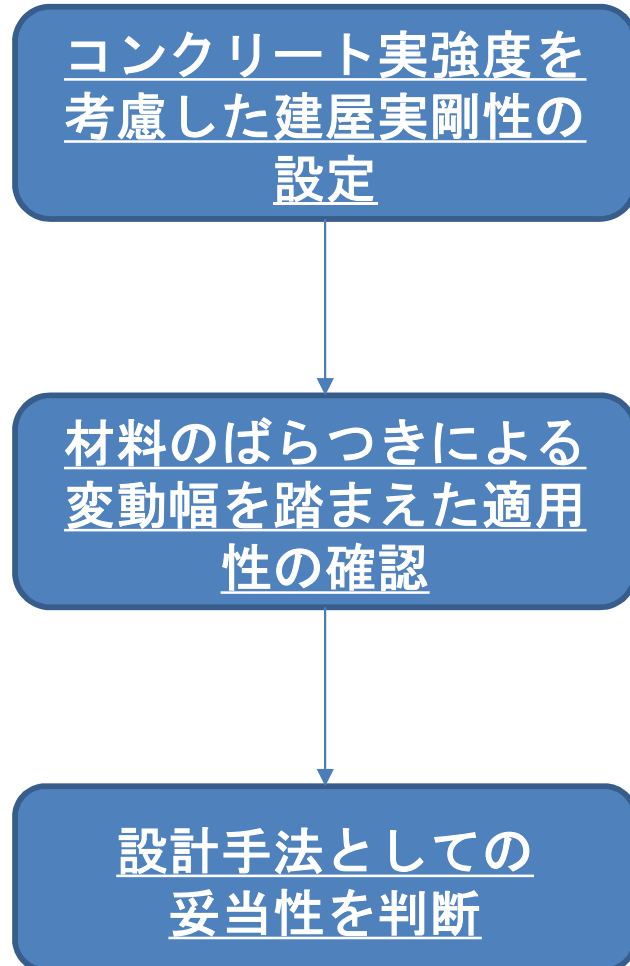 コンクリート実強度を
考慮した建屋実剛性の
設定
材料のばらつきによる
変動幅を踏まえた適用
性の確認
設計手法としての
妥当性を判断